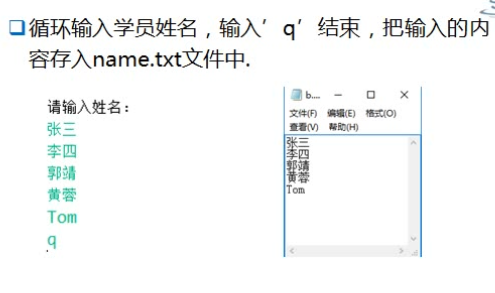 循环输入学员姓名，输入’q’结束，把输入的内
容存入name.txt文件中.
请输入姓名：
张三
李四
郭靖
黄蓉
Tom
q
b....
文件(F) 编辑(E) 格式(O)
查看(V) 帮助(H)
张三
李四
郭靖
黄蓉
Tom